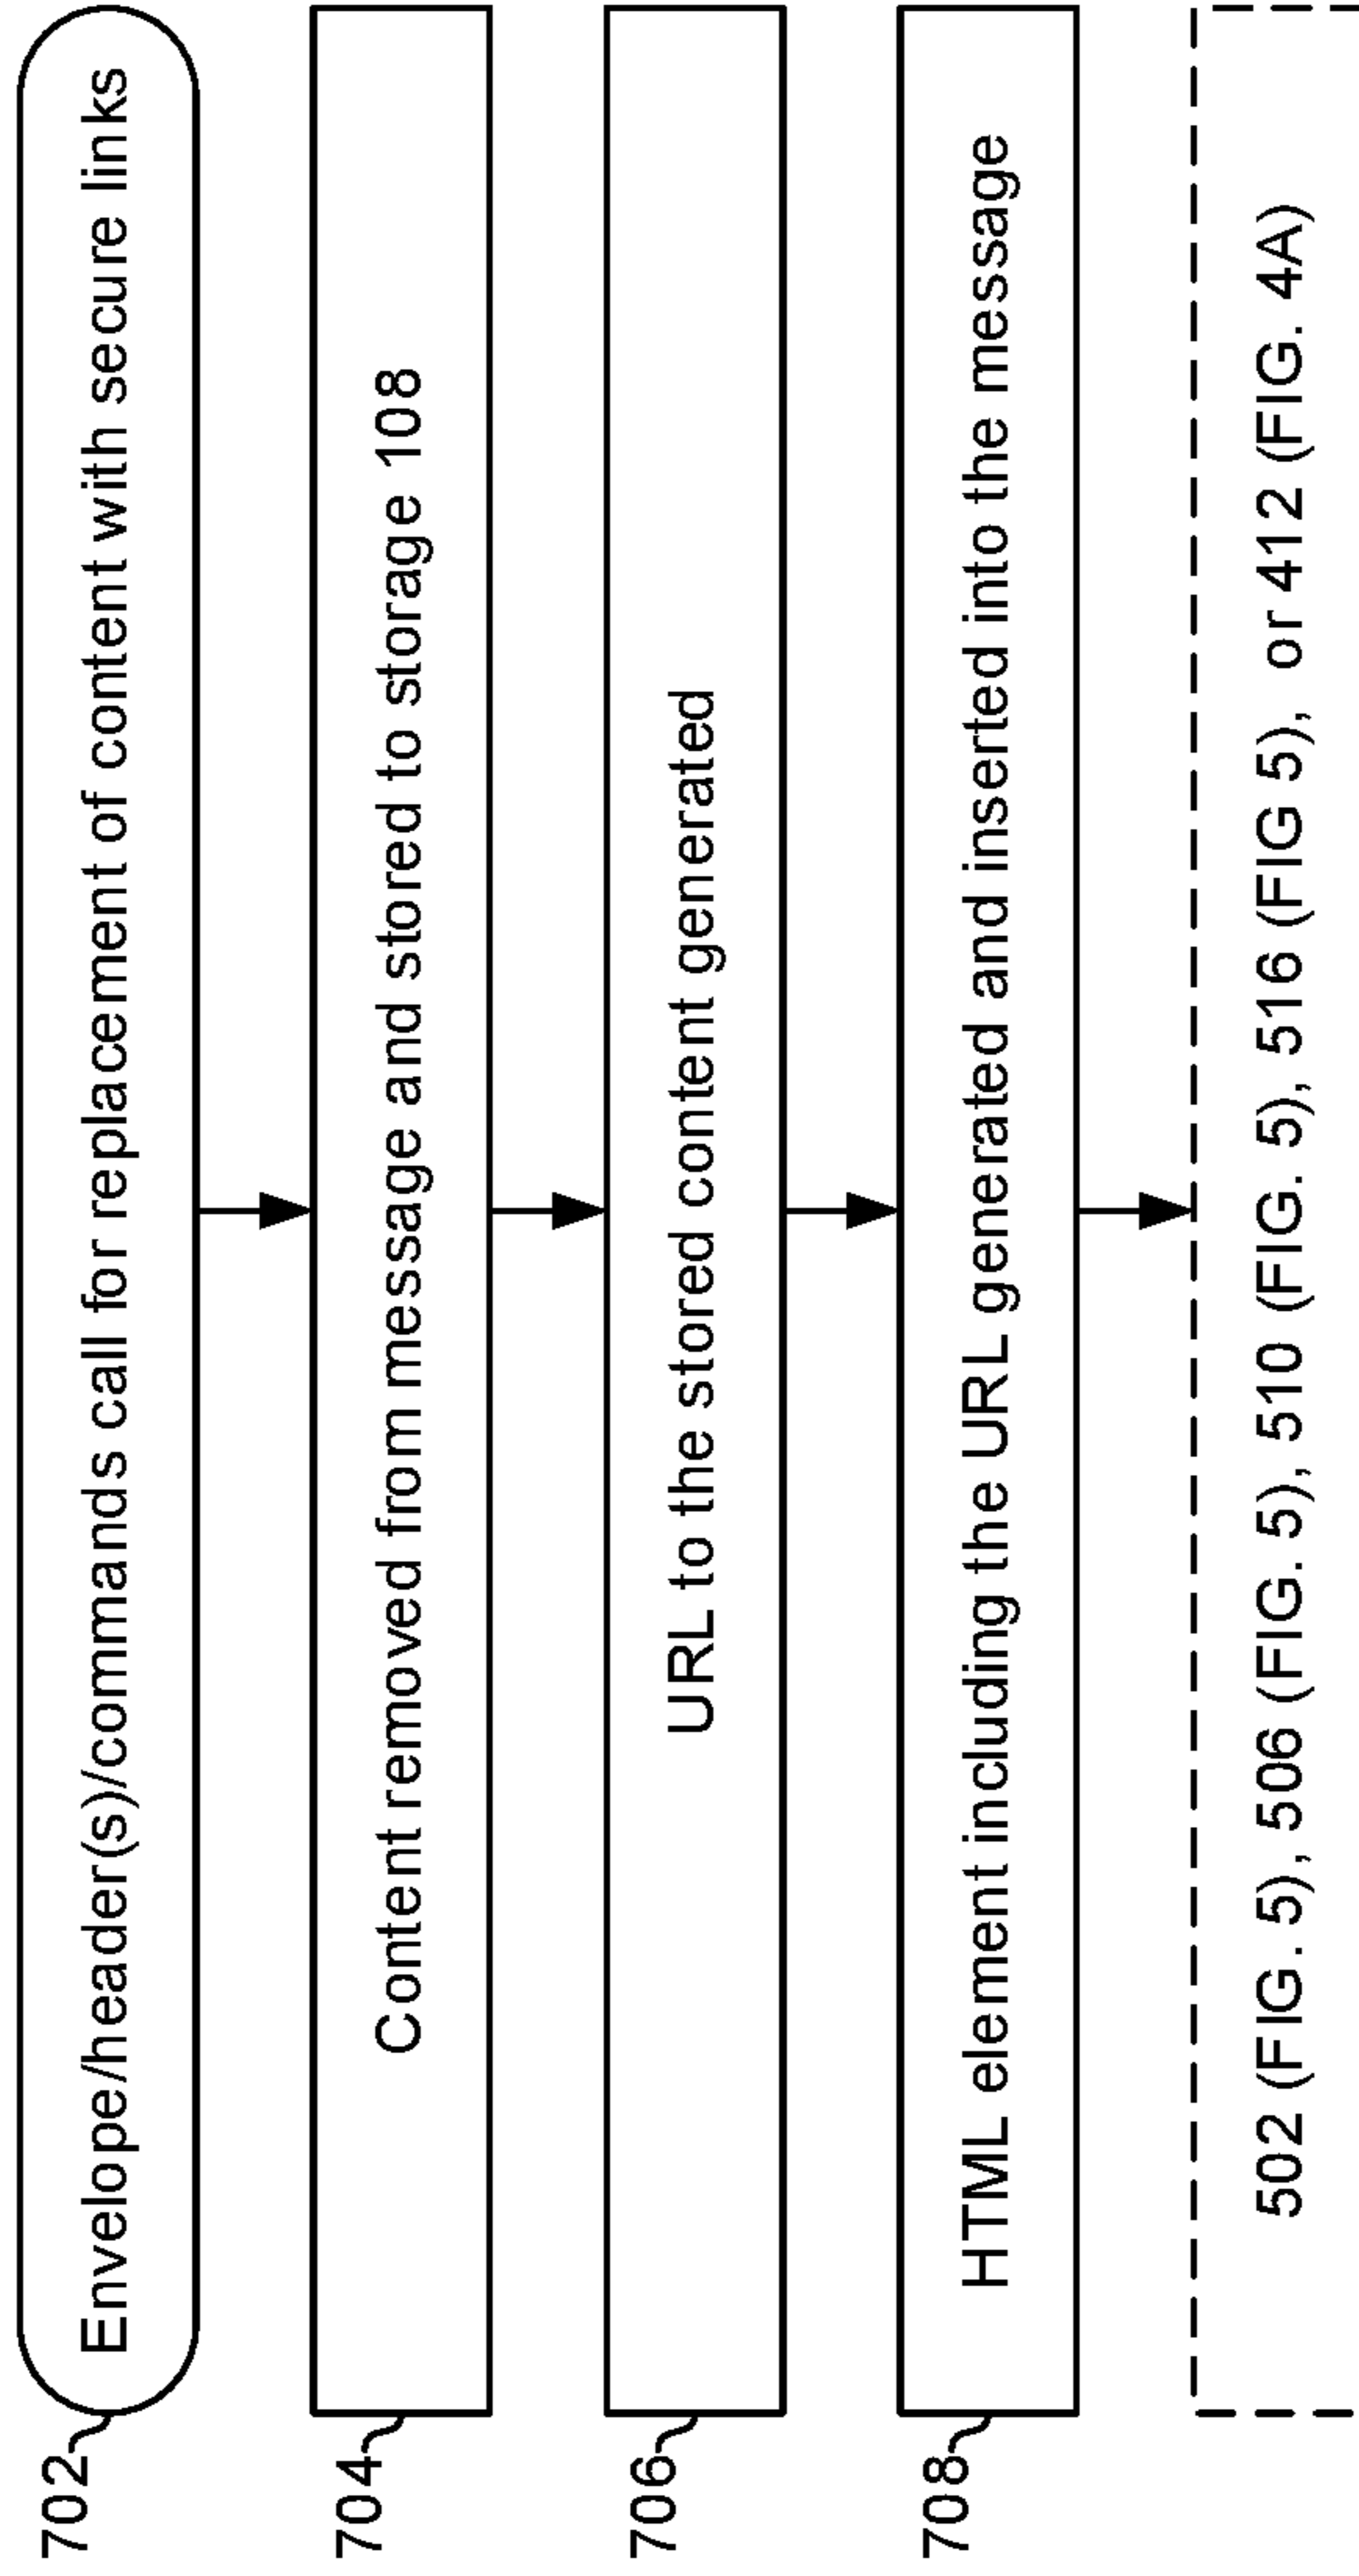 702
Envelope/header(s)/commands call for replacement of content with secure links
704
Content removed from message and stored to storage 108
706
URL to the stored content generated
708
HTML element including the URL generated and inserted into the message
502 (FIG. 5), 506 (FIG. 5), 510 (FIG. 5), 516 (FIG 5), or 412 (FIG. 4A)